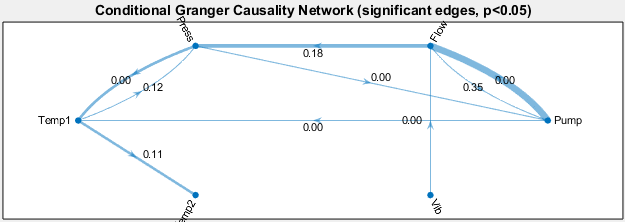 Conditional Granger Causality Network (significant edges, p<0.05)
Press
Flow
0.18
0.00
0.12
0.00
0.35
0.00
Temp1
0.00
0.00
Pump
0.11
emp2
Vib